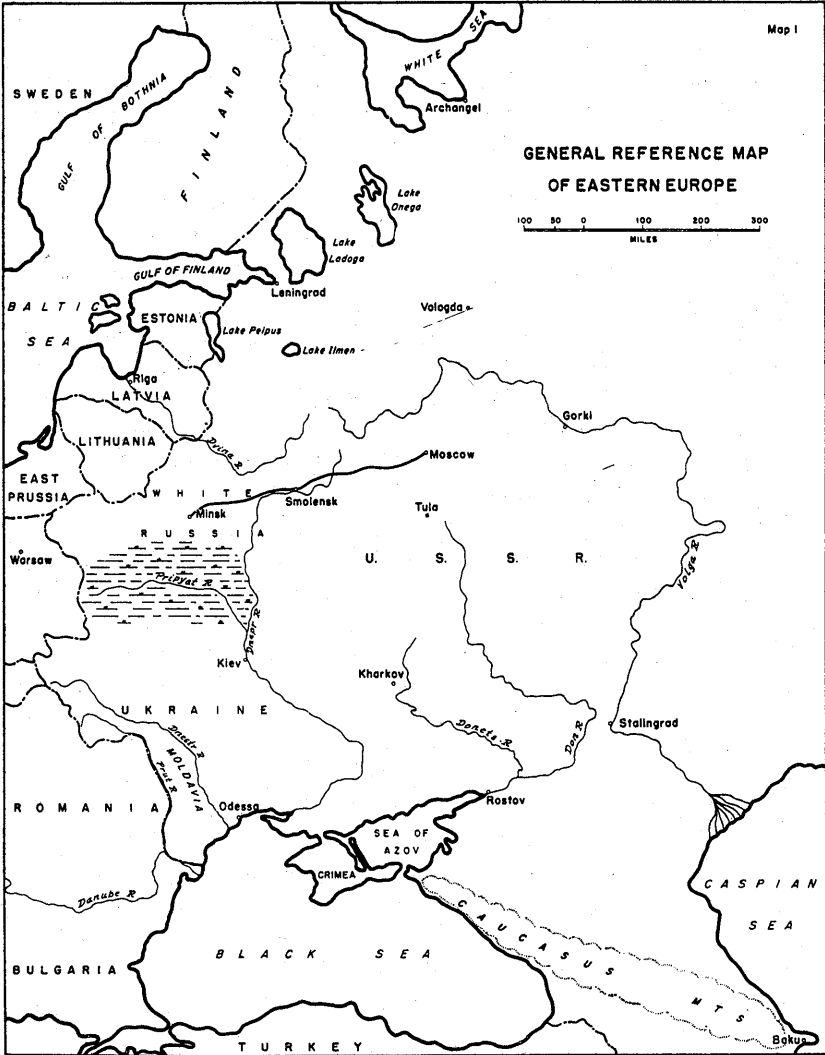 Map 1
WHITE SEA
SWEDEN
GULF OF BOTHNIA
FINLAND
Archangel
GENERAL REFERENCE MAP
OF EASTERN EUROPE
100 50 0 100 200 300
MILES
Lake
Onega
Lake
Ladoga
GULF OF FINLAND
Leningrad
BALTIC
SEA
ESTONIA
Lake Peipus
Vologda
Lake Ilmen
Riga
LATVIA
Gorki
LITHUANIA
Drina R
Moscow
EAST
PRUSSIA
WHITE
Smolensk
Minsk
Tula
RUSSIA
Warsaw
U. S. S. R.
Volga R
Pripyat R
Dnepr R
Kiev
Kharkov
UKRAINE
Dnestr R
Donets R
Don R
Stalingrad
MOLDAVIA
Prut R
ROMANIA
Odessa
Rostov
SEA OF
AZOV
CRIMEA
Danube R
CASPIAN
SEA
CAUCASUS MTS
BLACK SEA
BULGARIA
TURKEY
Baku